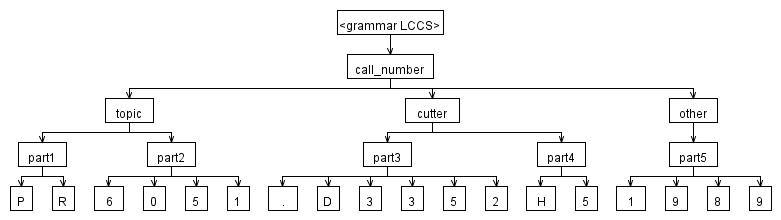 <grammar LCCS>
call_number
topic cutter other
part1 part2 part3 part4 part5
P R 6 0 5 1 . D 3 3 5 2 H 5 1 9 8 9